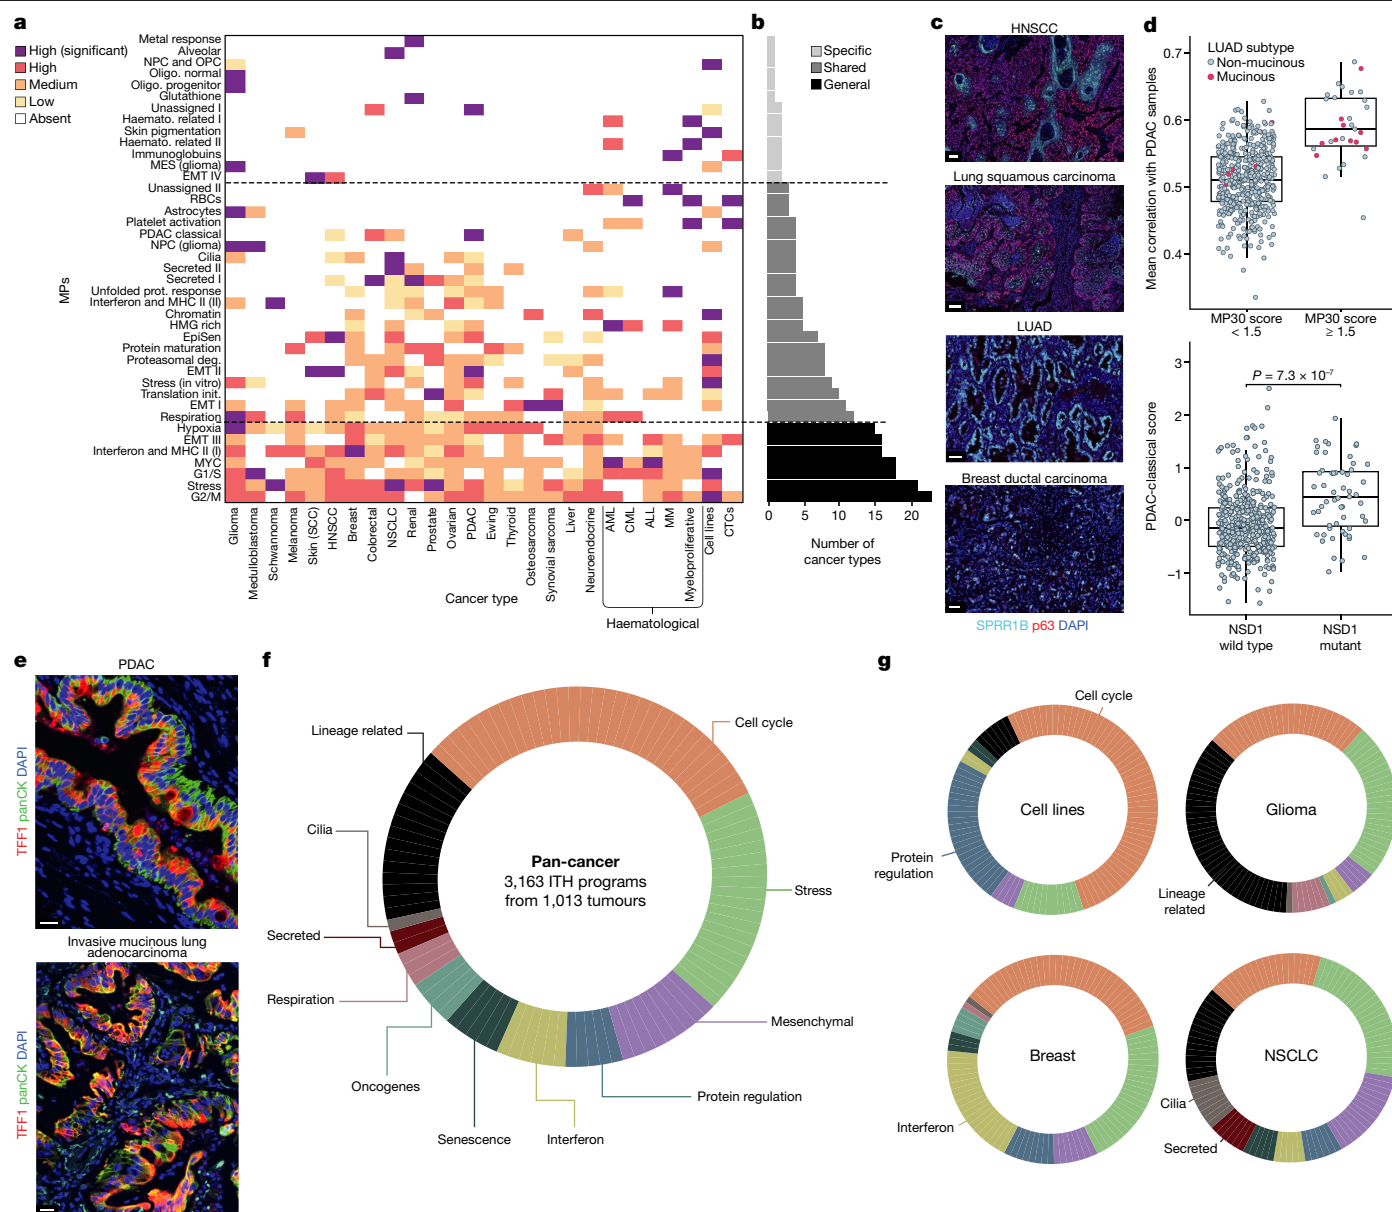 a
High (significant)
High
Medium
Low
Absent
MPs
Metal response
Alveolar
NPC and OPC
Oligo. normal
Oligo. progenitor
Glutathione
Unassigned I
Haemato. related I
Skin pigmentation
Haemato. related II
Immunoglobuins
MES (glioma)
EMT IV
Unassigned II
RBCs
Astrocytes
Platelet activation
PDAC classical
NPC (glioma)
Cilia
Secreted II
Secreted I
Unfolded prot. response
Interferon and MHC II (II)
Chromatin
HMG rich
EpiSen
Protein maturation
Proteasomal deg.
EMT II
Stress (in vitro)
Translation init.
EMT I
Respiration
Hypoxia
EMT III
Interferon and MHC II (I)
MYC
G1/S
Stress
G2/M
Glioma
Medulloblastoma
Schwannoma
Melanoma
Skin (SCC)
HNSCC
Breast
Colorectal
NSCLC
Renal
Prostate
Ovarian
PDAC
Ewing
Thyroid
Osteosarcoma
Synovial sarcoma
Liver
Neuroendocrine
AML
CML
ALL
MM
Myeloproliferative
Cell lines
CTCs
Cancer type
Haematological
b
Specific
Shared
General
0 5 10 15 20
Number of
cancer types
c
HNSCC
Lung squamous carcinoma
LUAD
Breast ductal carcinoma
SPRR1B p63 DAPI
d
LUAD subtype
Non-mucinous
Mucinous
Mean correlation with PDAC samples
0.7
0.6
0.5
0.4
MP30 score
< 1.5
MP30 score
≥ 1.5
PDAC-classical score
3
2
1
0
−1
P = 7.3 × 10⁻⁷
NSD1
wild type
NSD1
mutant
e
PDAC
TFF1 panCK DAPI
Invasive mucinous lung
adenocarcinoma
TFF1 panCK DAPI
f
Pan-cancer
3,163 ITH programs
from 1,013 tumours
Lineage related
Cell cycle
Cilia
Stress
Secreted
Respiration
Mesenchymal
Oncogenes
Protein regulation
Senescence
Interferon
g
Cell cycle
Cell lines
Protein
regulation
Glioma
Lineage
related
Breast
Interferon
NSCLC
Cilia
Secreted